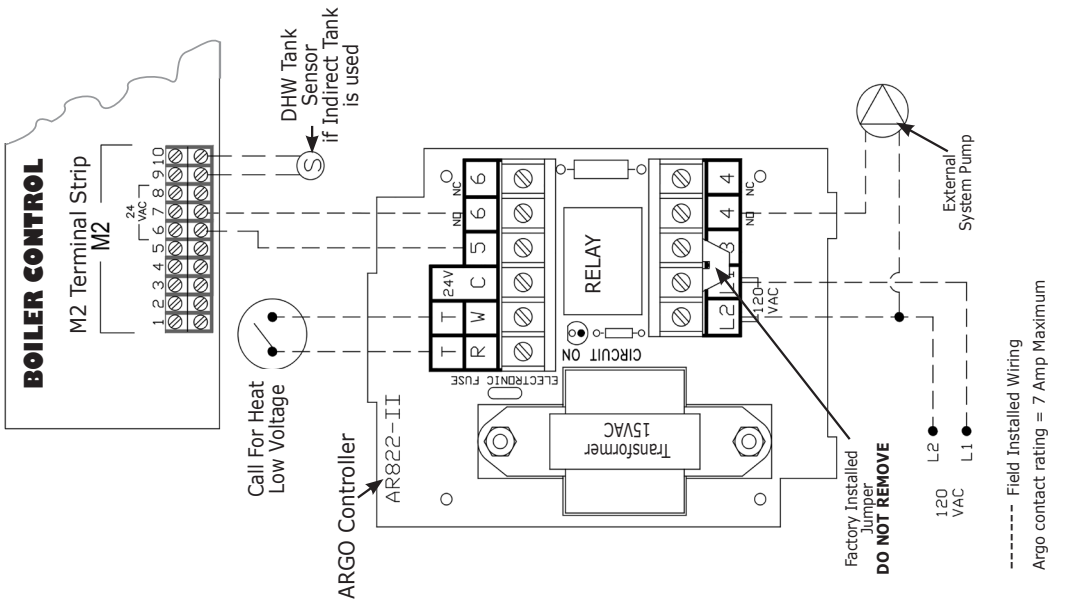 BOILER CONTROL
M2 Terminal Strip
M2
24
VAC
1 2 3 4 5 6 7 8 9 10
DHW Tank
Sensor
if Indirect Tank
is used
S
Call For Heat
Low Voltage
ARGO Controller
AR822-II
T T 24V
R W C 5 6 6
NO NC
ELECTRONIC FUSE
CIRCUIT ON
RELAY
Transformer
15VAC
L2 L1 3 4 4
NO NC
120
VAC
External
System Pump
Factory Installed
Jumper
DO NOT REMOVE
120
VAC
L2
L1
------- Field Installed Wiring
Argo contact rating = 7 Amp Maximum